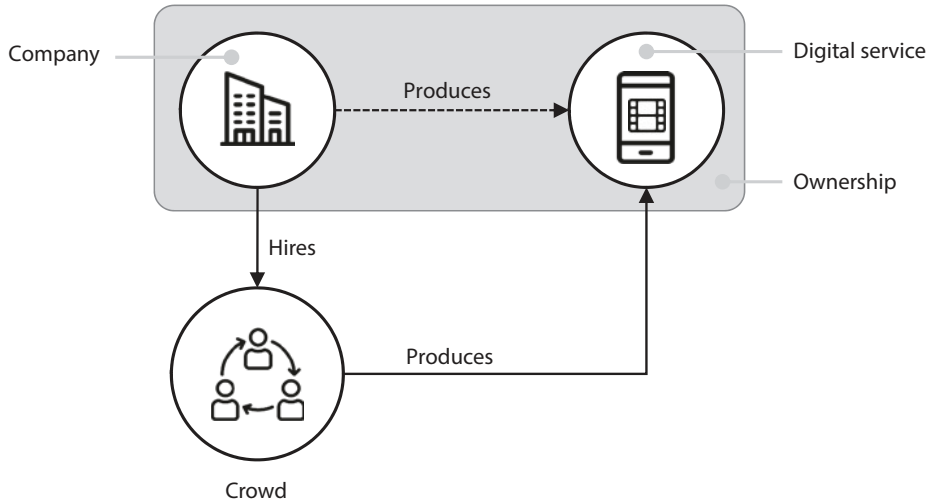 Company
Produces
Digital service
Ownership
Hires
Produces
Crowd